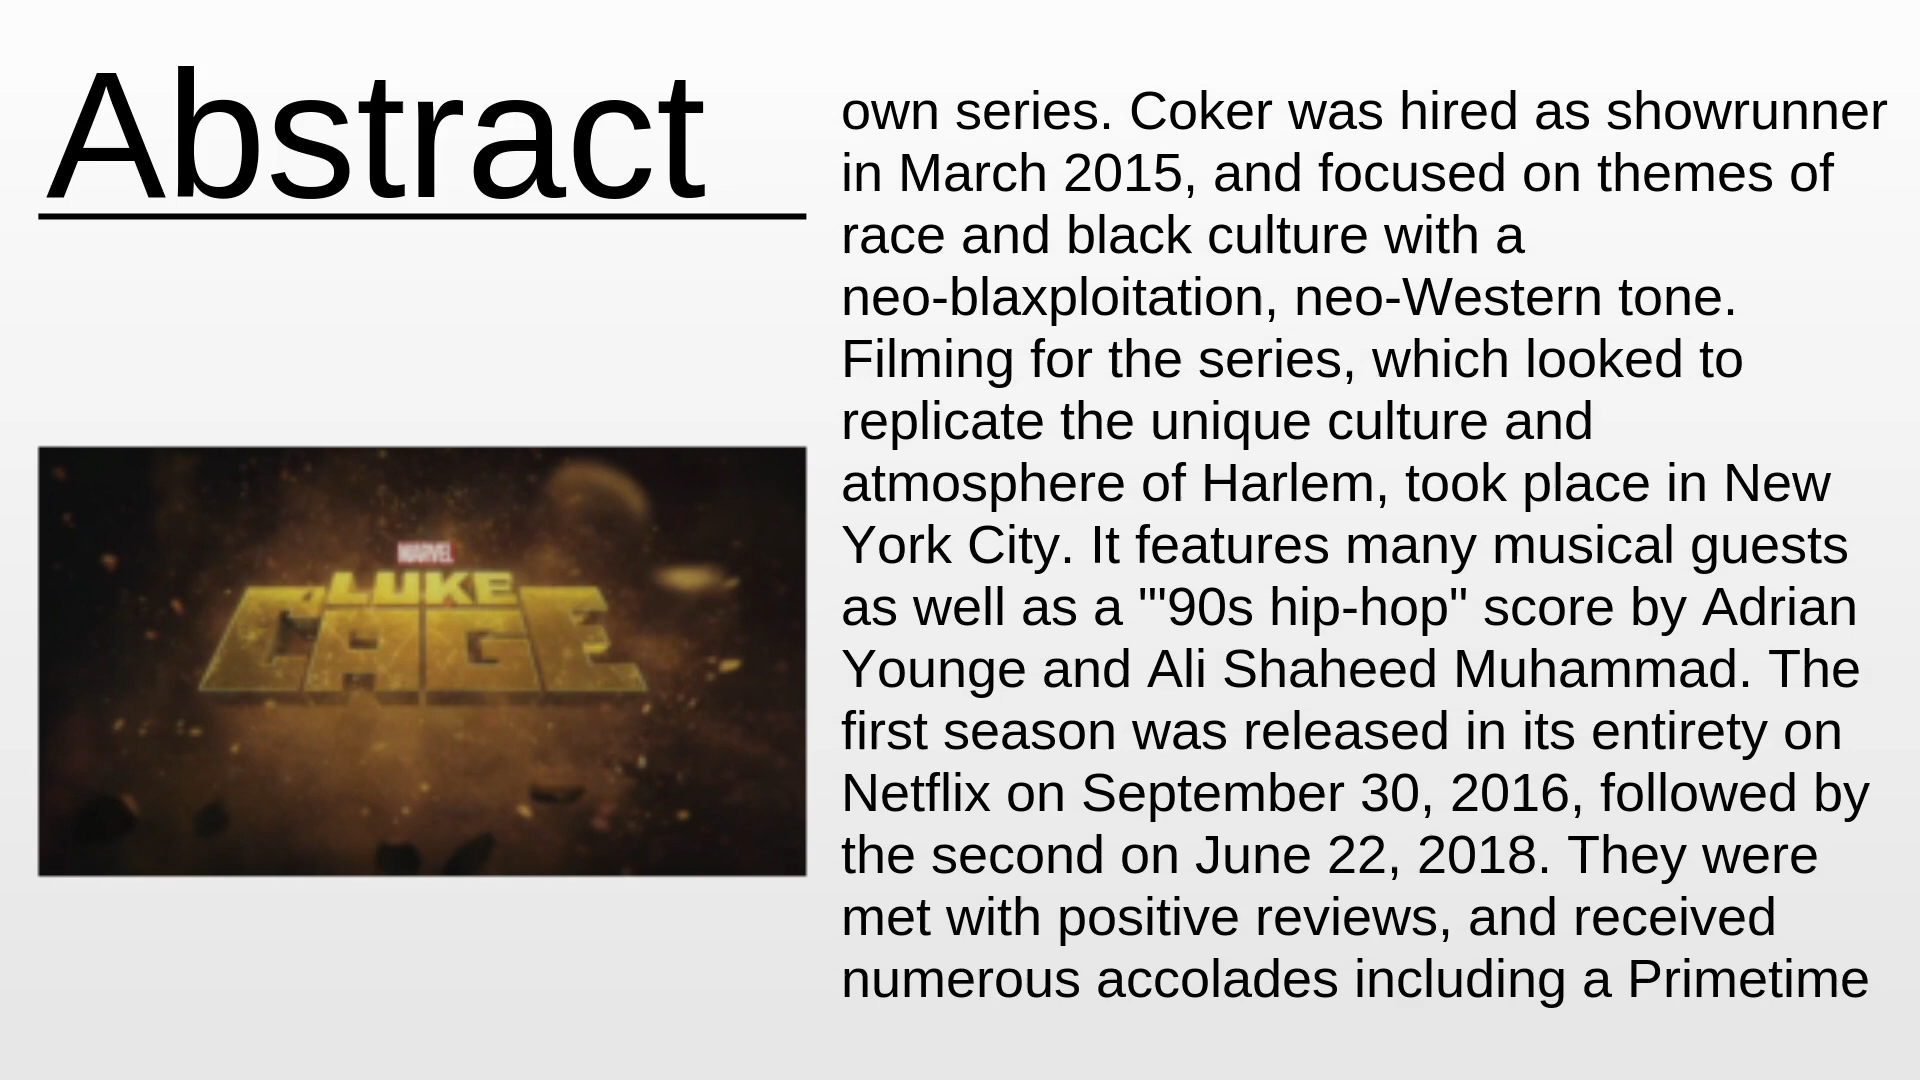 Abstract
MARVEL
LUKE
CAGE
own series. Coker was hired as showrunner
in March 2015, and focused on themes of
race and black culture with a
neo-blaxploitation, neo-Western tone.
Filming for the series, which looked to
replicate the unique culture and
atmosphere of Harlem, took place in New
York City. It features many musical guests
as well as a "'90s hip-hop" score by Adrian
Younge and Ali Shaheed Muhammad. The
first season was released in its entirety on
Netflix on September 30, 2016, followed by
the second on June 22, 2018. They were
met with positive reviews, and received
numerous accolades including a Primetime